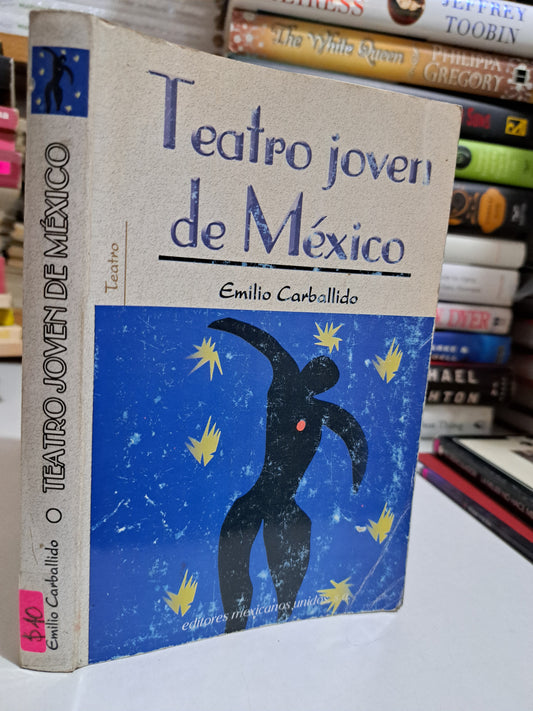 Teatro joven
de México
Teatro
Emilio Carballido
editores mexicanos unidos, s.a.
TEATRO JOVEN DE MÉXICO
Emilio Carballido
$40
JEFFREY
TOOBIN
The White Queen
PHILIPPA
GREGORY